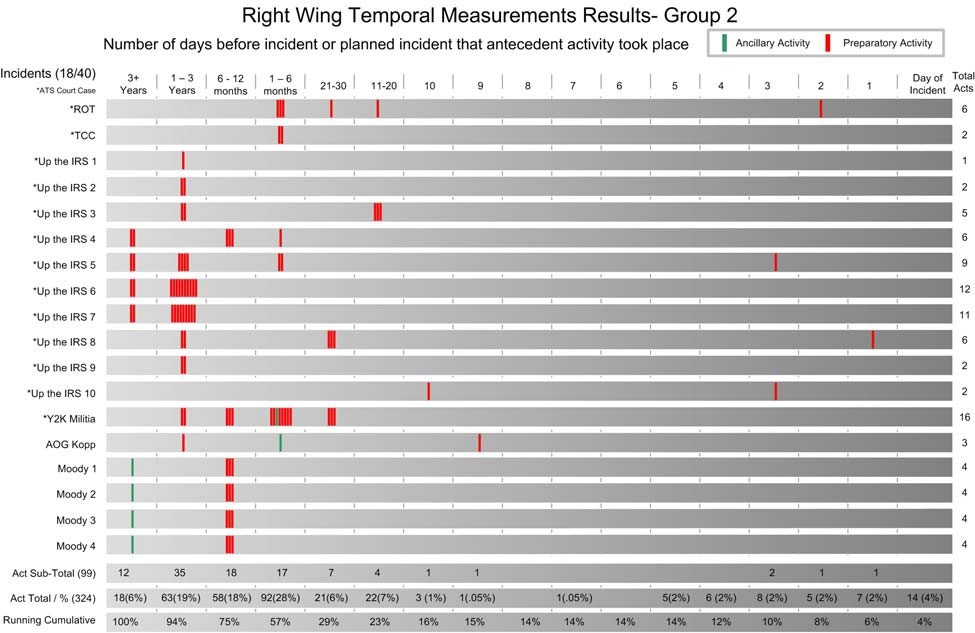 Right Wing Temporal Measurements Results- Group 2
Number of days before incident or planned incident that antecedent activity took place
Ancillary Activity Preparatory Activity
Incidents (18/40)
*ATS Court Case
3+ Years 1 – 3 Years 6 - 12 months 1 – 6 months 21-30 11-20 10 9 8 7 6 5 4 3 2 1 Day of Incident Total Acts
*ROT 6
*TCC 2
*Up the IRS 1 1
*Up the IRS 2 2
*Up the IRS 3 5
*Up the IRS 4 6
*Up the IRS 5 9
*Up the IRS 6 12
*Up the IRS 7 11
*Up the IRS 8 6
*Up the IRS 9 2
*Up the IRS 10 2
*Y2K Militia 16
AOG Kopp 3
Moody 1 4
Moody 2 4
Moody 3 4
Moody 4 4
Act Sub-Total (99) 12 35 18 17 7 4 1 1 2 1 1
Act Total / % (324) 18(6%) 63(19%) 58(18%) 92(28%) 21(6%) 22(7%) 3 (1%) 1(.05%) 1(.05%) 5(2%) 6 (2%) 8 (2%) 5 (2%) 7 (2%) 14 (4%)
Running Cumulative 100% 94% 75% 57% 29% 23% 16% 15% 14% 14% 14% 14% 12% 10% 8% 6% 4%